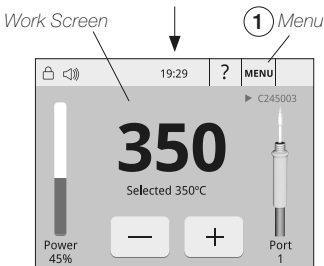 Work Screen
1 Menu
19:29 ? MENU
C245003
350
Selected 350ºC
— +
Power
45%
Port
1